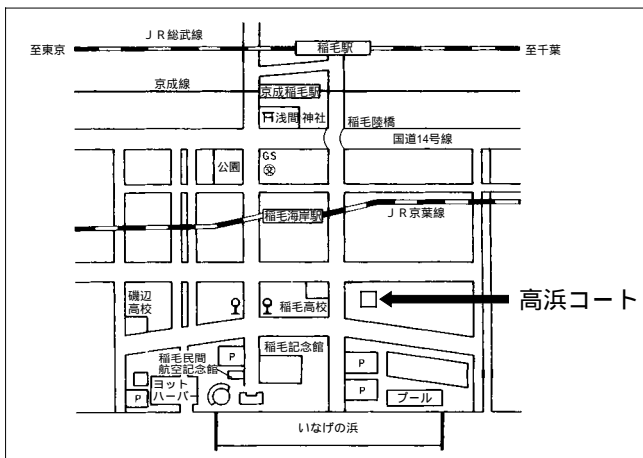 ＪＲ総武線
至東京
稲毛駅
至千葉
京成線
京成稲毛駅
浅間神社
稲毛陸橋
国道14号線
公園
GS
文
稲毛海岸駅
ＪＲ京葉線
磯辺
高校
稲毛高校
高浜コート
稲毛記念館
稲毛民間
航空記念館
P
P
ヨット
ハーバー
P
P
プール
いなげの浜